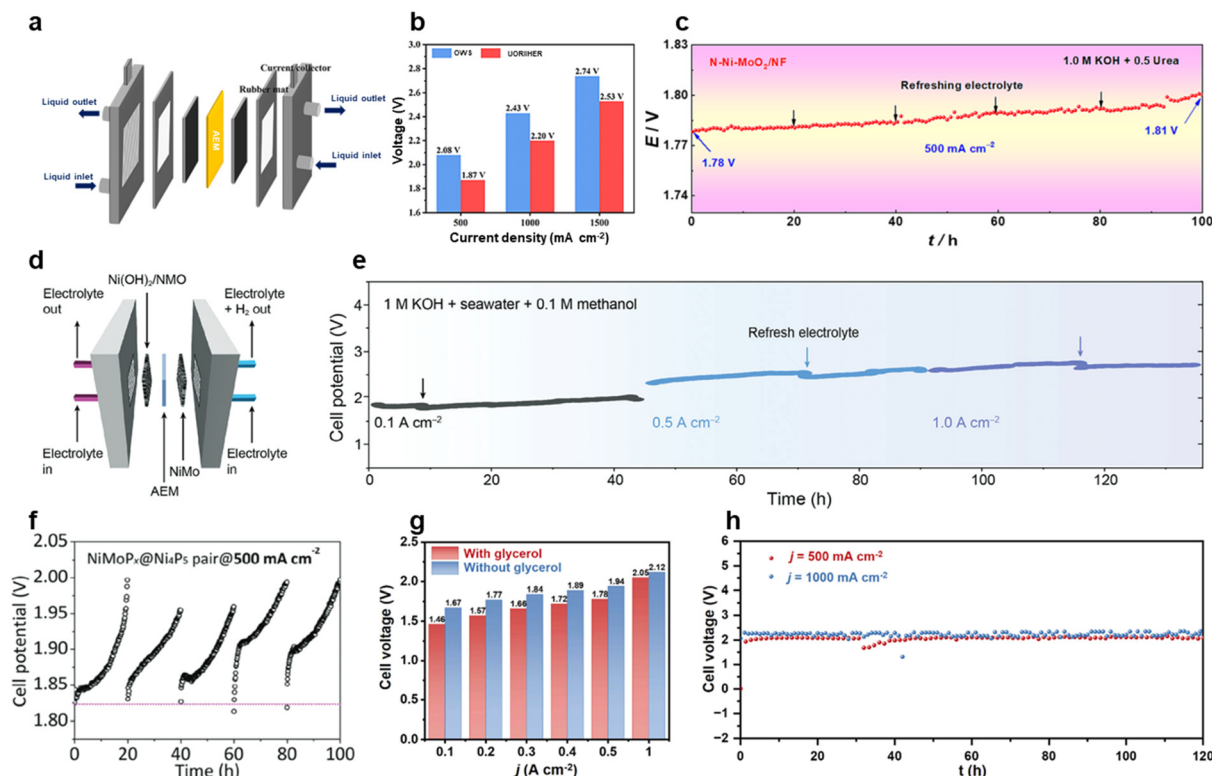 a
Current collector
Rubber mat
Liquid outlet
Liquid outlet
AEM
Liquid inlet
Liquid inlet
b
OWS
UORIIHER
Voltage (V)
3.0
2.8
2.6
2.4
2.2
2.0
1.8
1.6
2.08 V
1.87 V
2.43 V
2.20 V
2.74 V
2.53 V
500
1000
1500
Current density (mA cm-2)
c
N-Ni-MoO2/NF
1.0 M KOH + 0.5 Urea
Refreshing electrolyte
1.78 V
500 mA cm-2
1.81 V
E / V
1.83
1.80
1.77
1.74
0
20
40
60
80
100
t / h
d
Ni(OH)2/NMO
Electrolyte
out
Electrolyte
+ H2 out
Electrolyte
in
AEM
NiMo
Electrolyte
in
e
1 M KOH + seawater + 0.1 M methanol
Refresh electrolyte
0.1 A cm-2
0.5 A cm-2
1.0 A cm-2
Cell potential (V)
4
3
2
1
0
20
40
60
80
100
120
Time (h)
f
NiMoPx@Ni4P5 pair@500 mA cm-2
Cell potential (V)
2.05
2.00
1.95
1.90
1.85
1.80
0
20
40
60
80
100
Time (h)
g
With glycerol
Without glycerol
Cell voltage (V)
2.5
2.0
1.5
1.0
0.5
0.0
1.46
1.67
1.57
1.77
1.66
1.84
1.72
1.89
1.78
1.94
2.05
2.12
0.1
0.2
0.3
0.4
0.5
1
j (A cm-2)
h
j = 500 mA cm-2
j = 1000 mA cm-2
Cell voltage (V)
6
5
4
3
2
1
0
−1
−2
0
20
40
60
80
100
120
t (h)